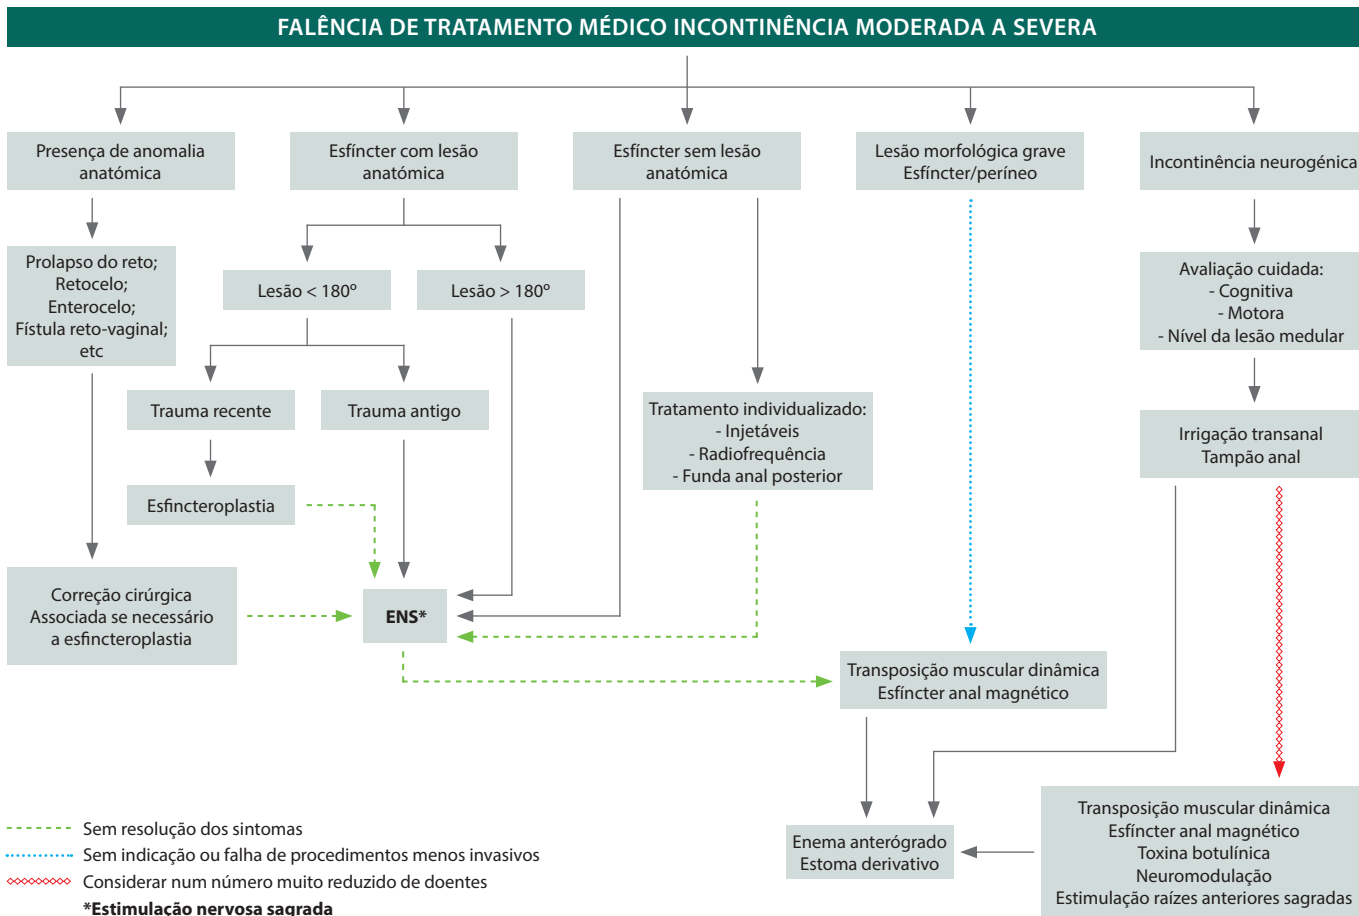 FALÊNCIA DE TRATAMENTO MÉDICO INCONTINÊNCIA MODERADA A SEVERA
Presença de anomalia
anatómica
Esfíncter com lesão
anatómica
Esfíncter sem lesão
anatómica
Lesão morfológica grave
Esfíncter/períneo
Incontinência neurogénica
Prolapso do reto;
Retocelo;
Enterocelo;
Fístula reto-vaginal;
etc
Lesão < 180º
Lesão > 180º
Avaliação cuidada:
- Cognitiva
- Motora
- Nível da lesão medular
Trauma recente
Trauma antigo
Tratamento individualizado:
- Injetáveis
- Radiofrequência
- Funda anal posterior
Irrigação transanal
Tampão anal
Esfincteroplastia
Correção cirúrgica
Associada se necessário
a esfincteroplastia
ENS*
Transposição muscular dinâmica
Esfíncter anal magnético
Enema anterógrado
Estoma derivativo
Transposição muscular dinâmica
Esfíncter anal magnético
Toxina botulínica
Neuromodulação
Estimulação raízes anteriores sagradas
Sem resolução dos sintomas
Sem indicação ou falha de procedimentos menos invasivos
Considerar num número muito reduzido de doentes
*Estimulação nervosa sagrada